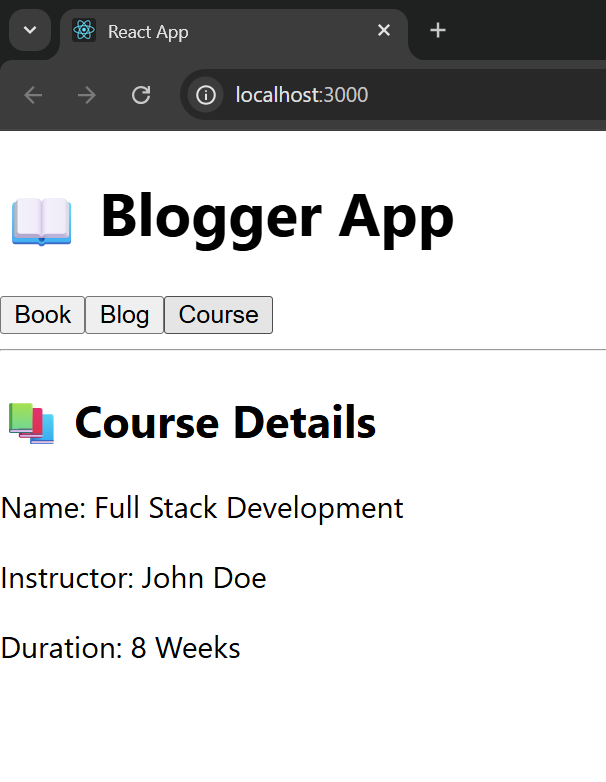 React App
localhost:3000
📖 Blogger App
Book Blog Course
📚 Course Details
Name: Full Stack Development
Instructor: John Doe
Duration: 8 Weeks